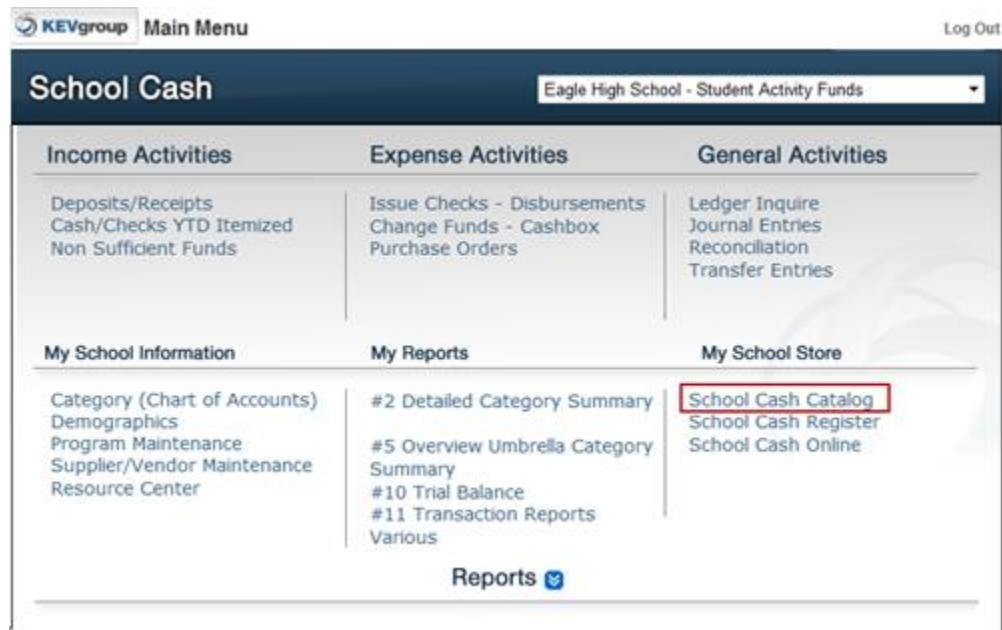 KEVgroup Main Menu
Log Out
School Cash
Eagle High School - Student Activity Funds
Income Activities
Deposits/Receipts
Cash/Checks YTD Itemized
Non Sufficient Funds
Expense Activities
Issue Checks - Disbursements
Change Funds - Cashbox
Purchase Orders
General Activities
Ledger Inquire
Journal Entries
Reconciliation
Transfer Entries
My School Information
Category (Chart of Accounts)
Demographics
Program Maintenance
Supplier/Vendor Maintenance
Resource Center
My Reports
#2 Detailed Category Summary
#5 Overview Umbrella Category
Summary
#10 Trial Balance
#11 Transaction Reports
Various
My School Store
School Cash Catalog
School Cash Register
School Cash Online
Reports